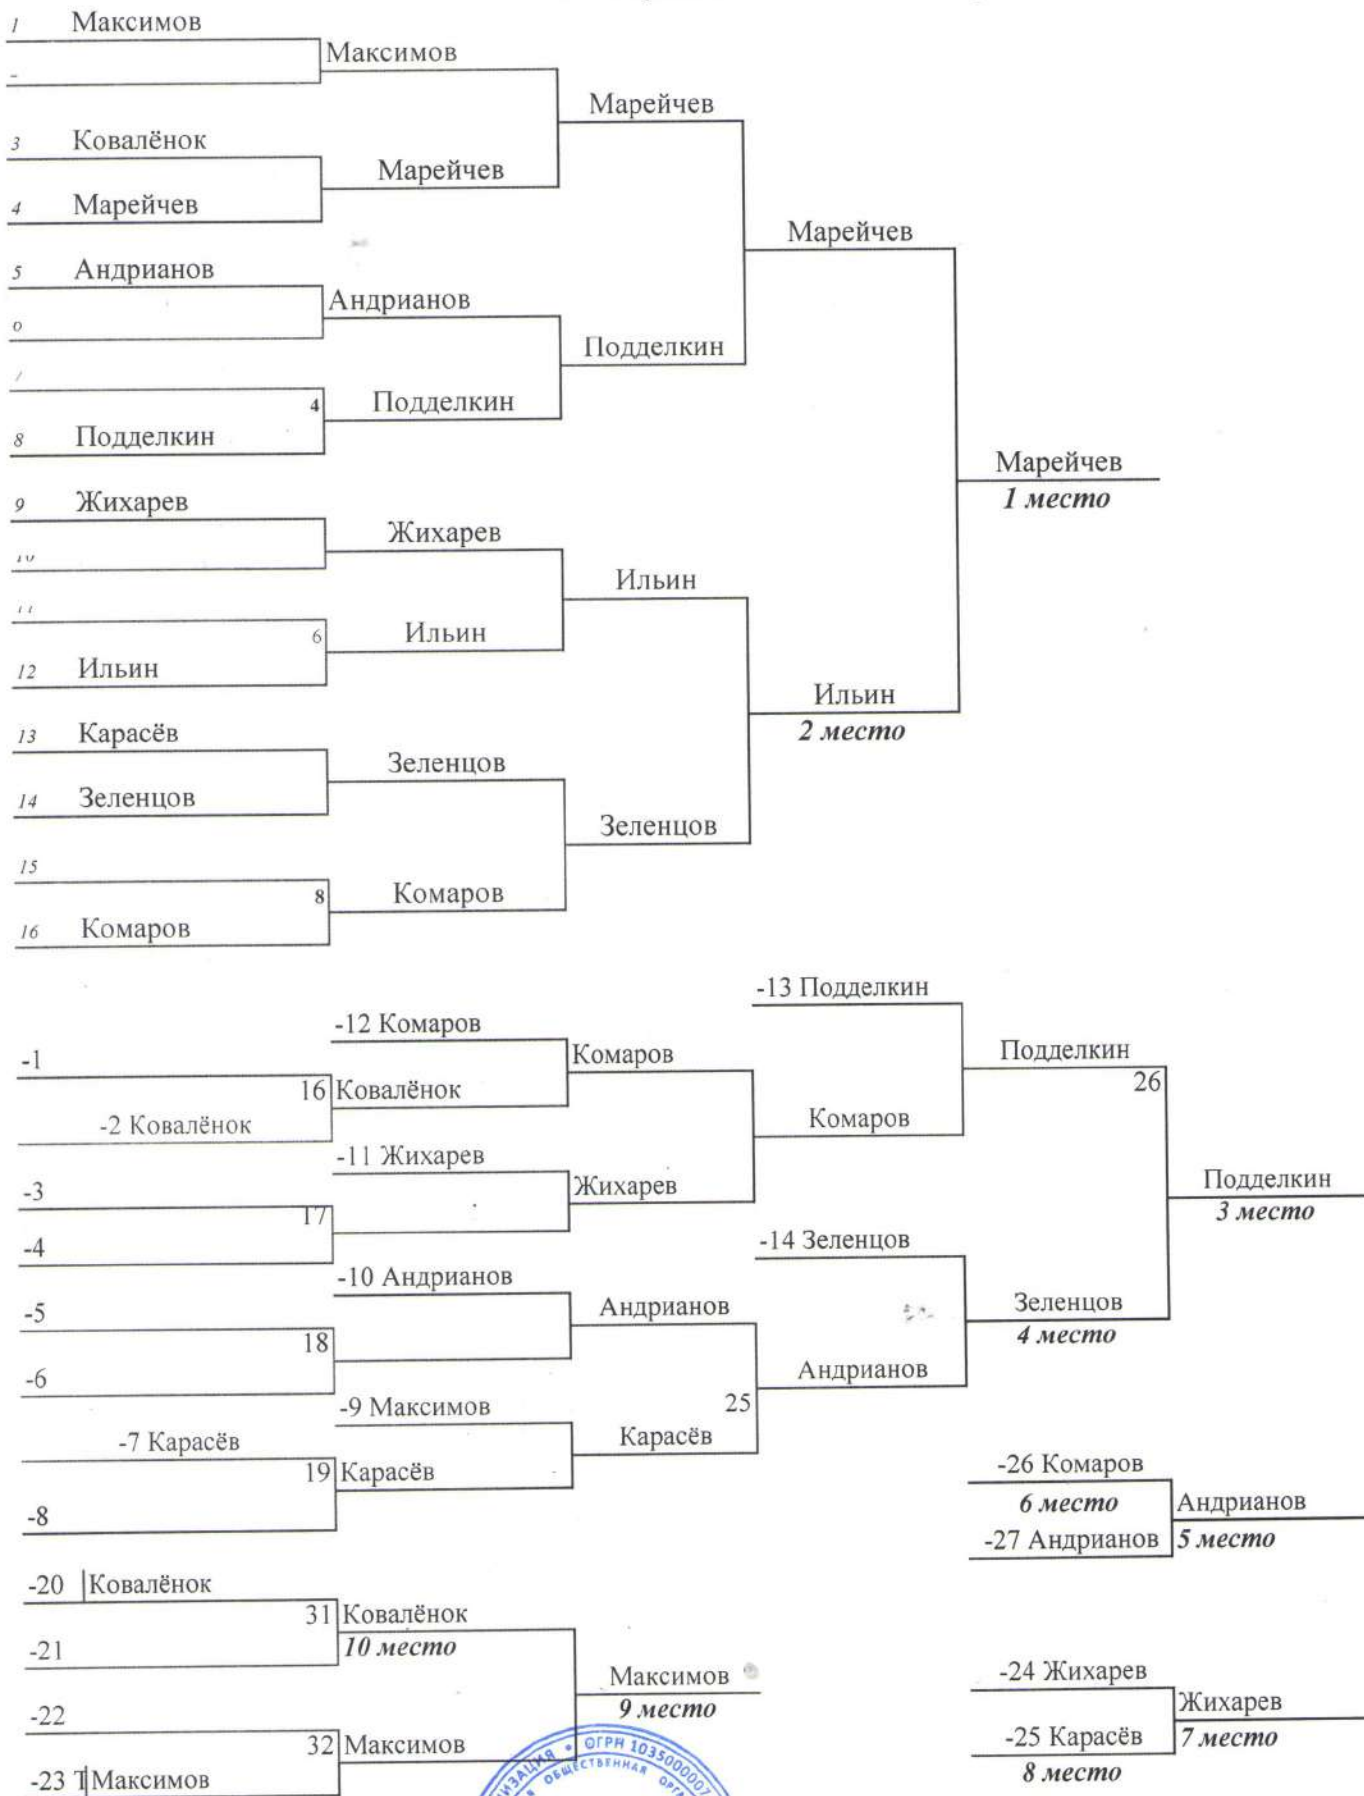 1 Максимов
Максимов
Марейчев
3 Ковалёнок
Марейчев
4 Марейчев
Марейчев
5 Андрианов
Андрианов
Подделкин
4 Подделкин
8 Подделкин
Марейчев
1 место
9 Жихарев
Жихарев
10
Ильин
11
6 Ильин
12 Ильин
Ильин
2 место
13 Карасёв
Зеленцов
14 Зеленцов
Зеленцов
15
8 Комаров
16 Комаров
-13 Подделкин
-12 Комаров
Комаров
Подделкин
26
-1
16 Ковалёнок
-2 Ковалёнок
Комаров
-11 Жихарев
Жихарев
Подделкин
3 место
-3
17
-4
-14 Зеленцов
-10 Андрианов
Андрианов
Зеленцов
4 место
-5
18
-6
Андрианов
25
-9 Максимов
Карасёв
-7 Карасёв
19 Карасёв
-8
-26 Комаров
6 место
Андрианов
-27 Андрианов
5 место
-20 Ковалёнок
31 Ковалёнок
10 место
-21
Максимов
9 место
-22
32 Максимов
-23 Т Максимов
-24 Жихарев
Жихарев
-25 Карасёв
7 место
8 место
ОГРН 1035000007
ОБЩЕСТВЕННАЯ